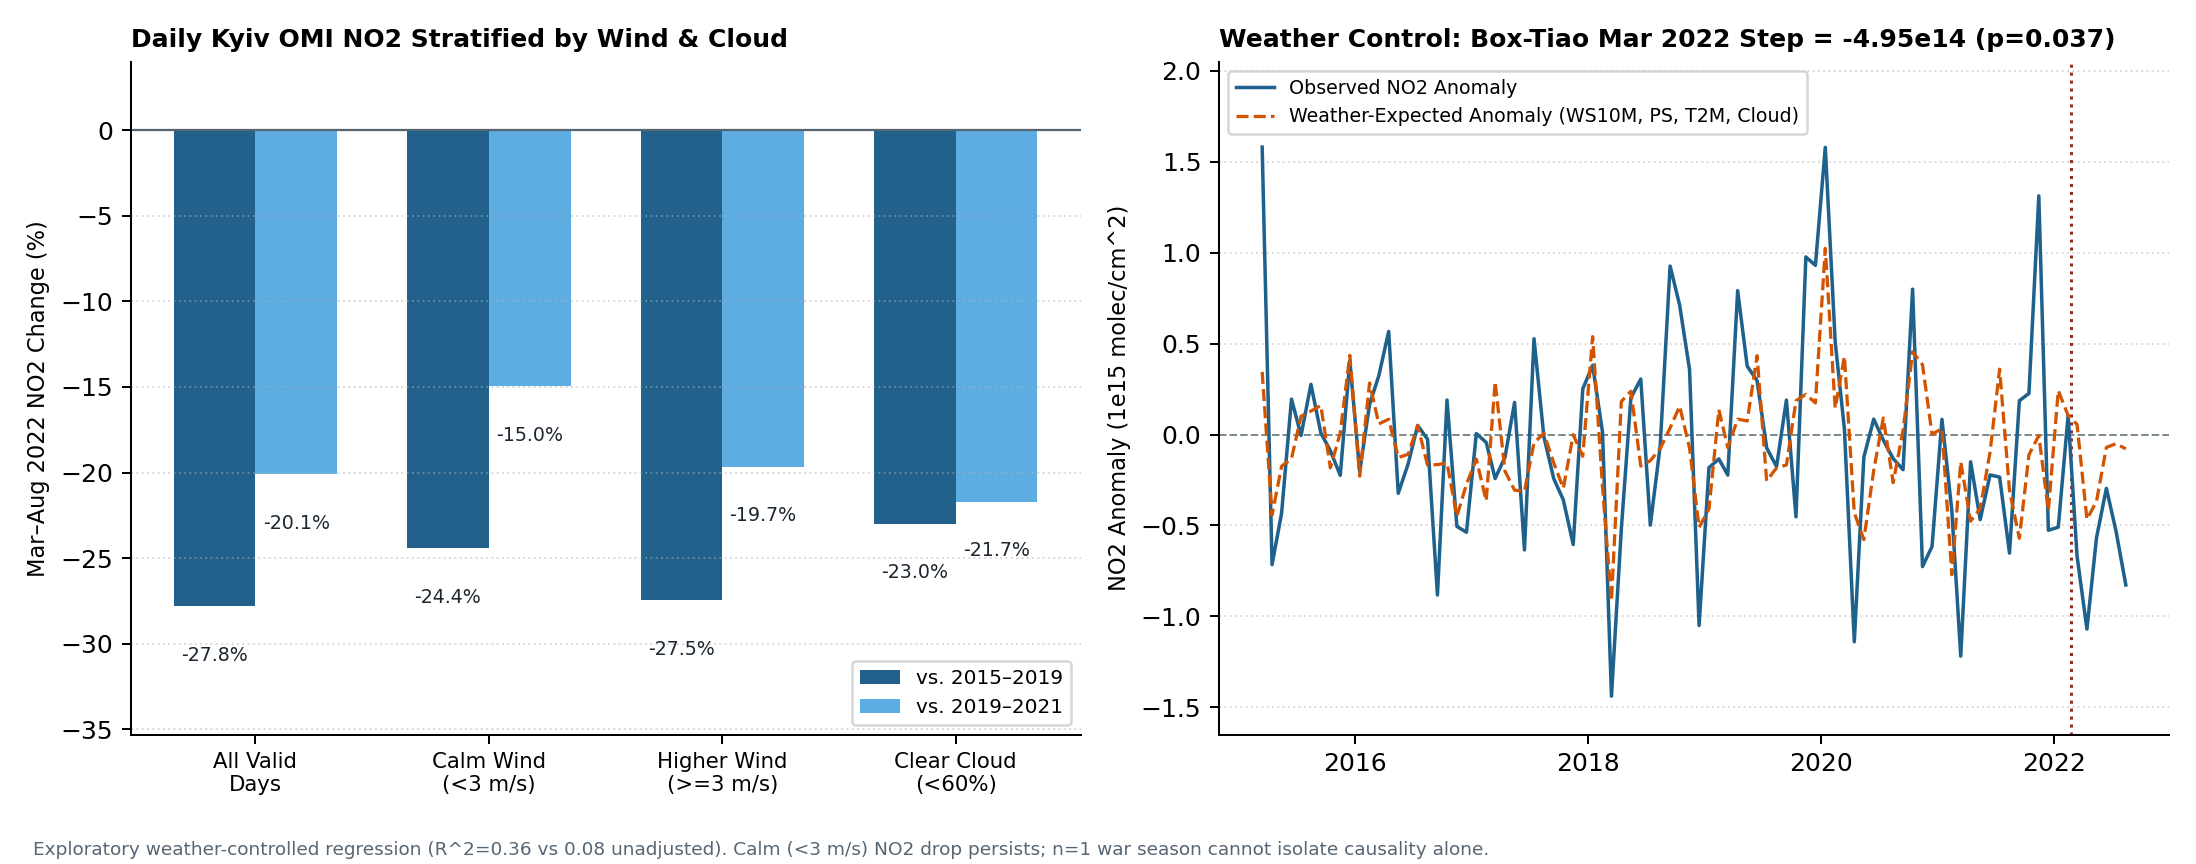 Daily Kyiv OMI NO2 Stratified by Wind & Cloud
Mar–Aug 2022 NO2 Change (%)
0
−5
−10
−15
−20
−25
−30
−35
-27.8%
-20.1%
-24.4%
-15.0%
-27.5%
-19.7%
-23.0%
-21.7%
vs. 2015–2019
vs. 2019–2021
All Valid
Days
Calm Wind
(<3 m/s)
Higher Wind
(>=3 m/s)
Clear Cloud
(<60%)
Weather Control: Box-Tiao Mar 2022 Step = -4.95e14 (p=0.037)
Observed NO2 Anomaly
Weather-Expected Anomaly (WS10M, PS, T2M, Cloud)
NO2 Anomaly (1e15 molec/cm^2)
2.0
1.5
1.0
0.5
0.0
−0.5
−1.0
−1.5
2016
2018
2020
2022
Exploratory weather-controlled regression (R^2=0.36 vs 0.08 unadjusted). Calm (<3 m/s) NO2 drop persists; n=1 war season cannot isolate causality alone.